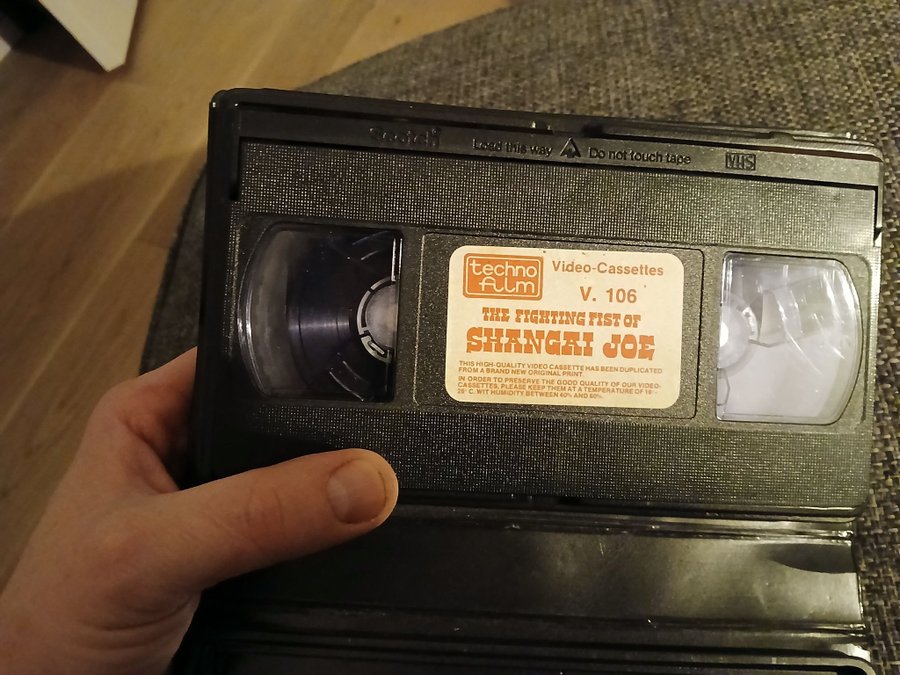 Scotch®
Load this way Do not touch tape
VHS
techno
film
Video-Cassettes
V. 106
THE FIGHTING FIST OF
SHANGAI JOE
THIS HIGH-QUALITY VIDEO CASSETTE HAS BEEN DUPLICATED
FROM A BRAND NEW ORIGINAL PRINT
IN ORDER TO PRESERVE THE GOOD QUALITY OF OUR VIDEO-
CASSETTES, PLEASE KEEP THEM AT A TEMPERATURE OF 18°-
25° C. WIT HUMIDITY BETWEEN 40% AND 60%.